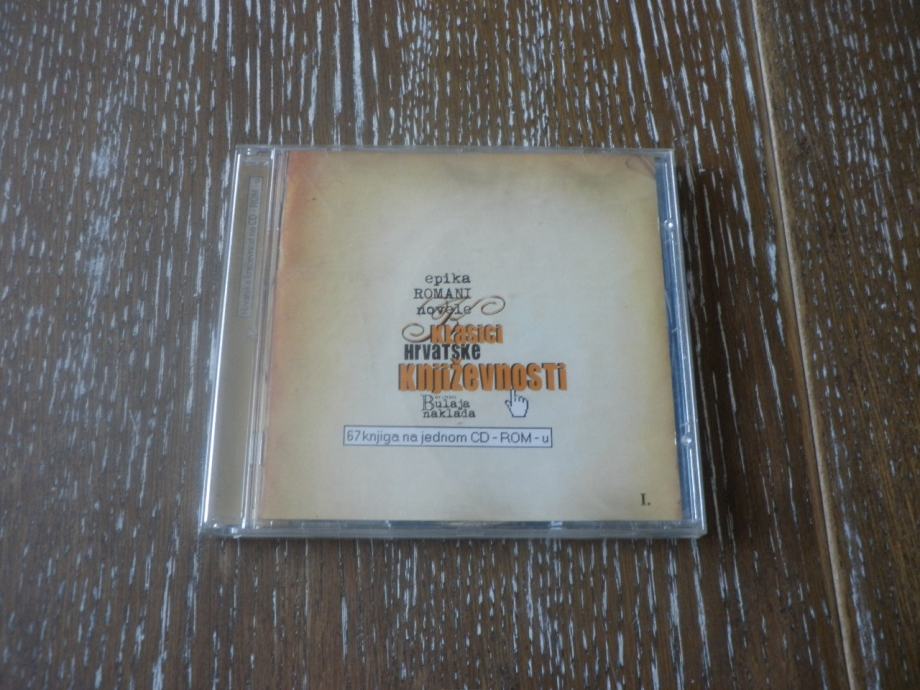 epika
ROMANI
novele
Klasici
HRVATSKE
Književnosti
Bulaja
naklada
67 knjiga na jednom CD - ROM - u
I.